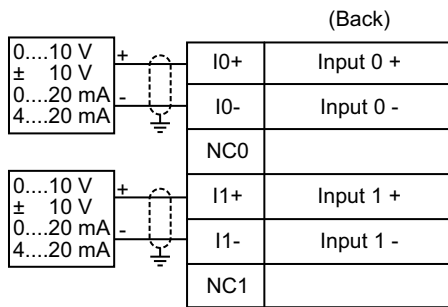 (Back)
0....10 V
± 10 V
0....20 mA
4....20 mA
+
-
I0+ Input 0 +
I0- Input 0 -
NC0
0....10 V
± 10 V
0....20 mA
4....20 mA
+
-
I1+ Input 1 +
I1- Input 1 -
NC1